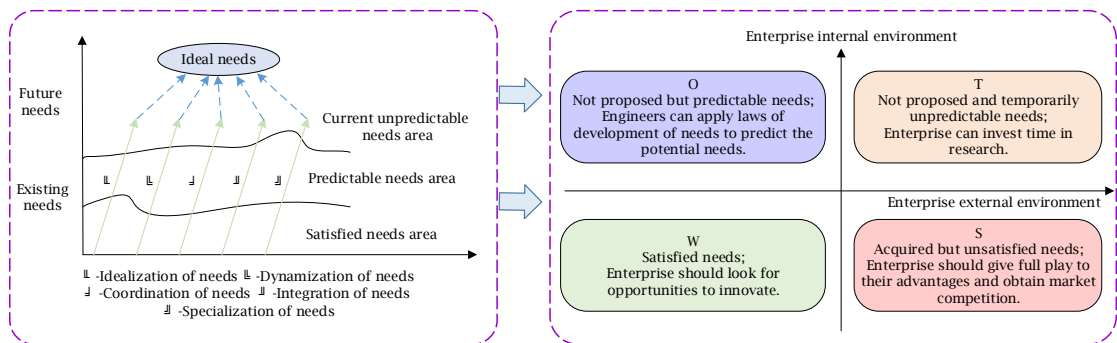 Ideal needs
Future
needs
Current unpredictable
needs area
Predictable needs area
Existing
needs
Satisfied needs area
╙ -Idealization of needs ╚ -Dynamization of needs
╛ -Coordination of needs ╨ -Integration of needs
╝ -Specialization of needs
Enterprise internal environment
O
Not proposed but predictable needs;
Engineers can apply laws of
development of needs to predict the
potential needs.
T
Not proposed and temporarily
unpredictable needs;
Enterprise can invest time in
research.
Enterprise external environment
W
Satisfied needs;
Enterprise should look for
opportunities to innovate.
S
Acquired but unsatisfied needs;
Enterprise should give full play to
their advantages and obtain market
competition.